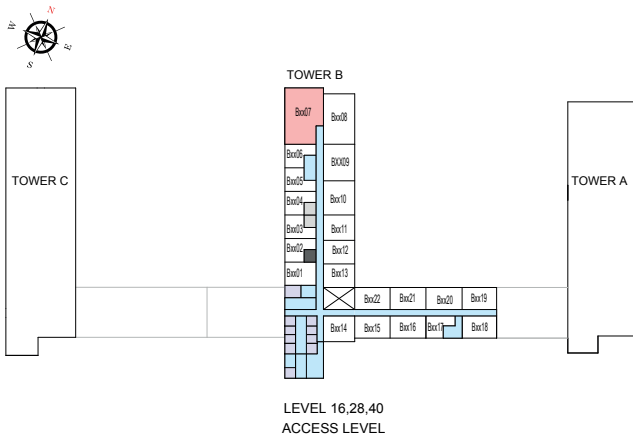 N
W
E
S
TOWER B
Bxx07
Bxx08
Bxx06
BXX09
TOWER C
Bxx05
TOWER A
Bxx04
Bxx10
Bxx03
Bxx11
Bxx02
Bxx12
Bxx01
Bxx13
Bxx22
Bxx21
Bxx20
Bxx19
Bxx14
Bxx15
Bxx16
Bxx17
Bxx18
LEVEL 16,28,40
ACCESS LEVEL